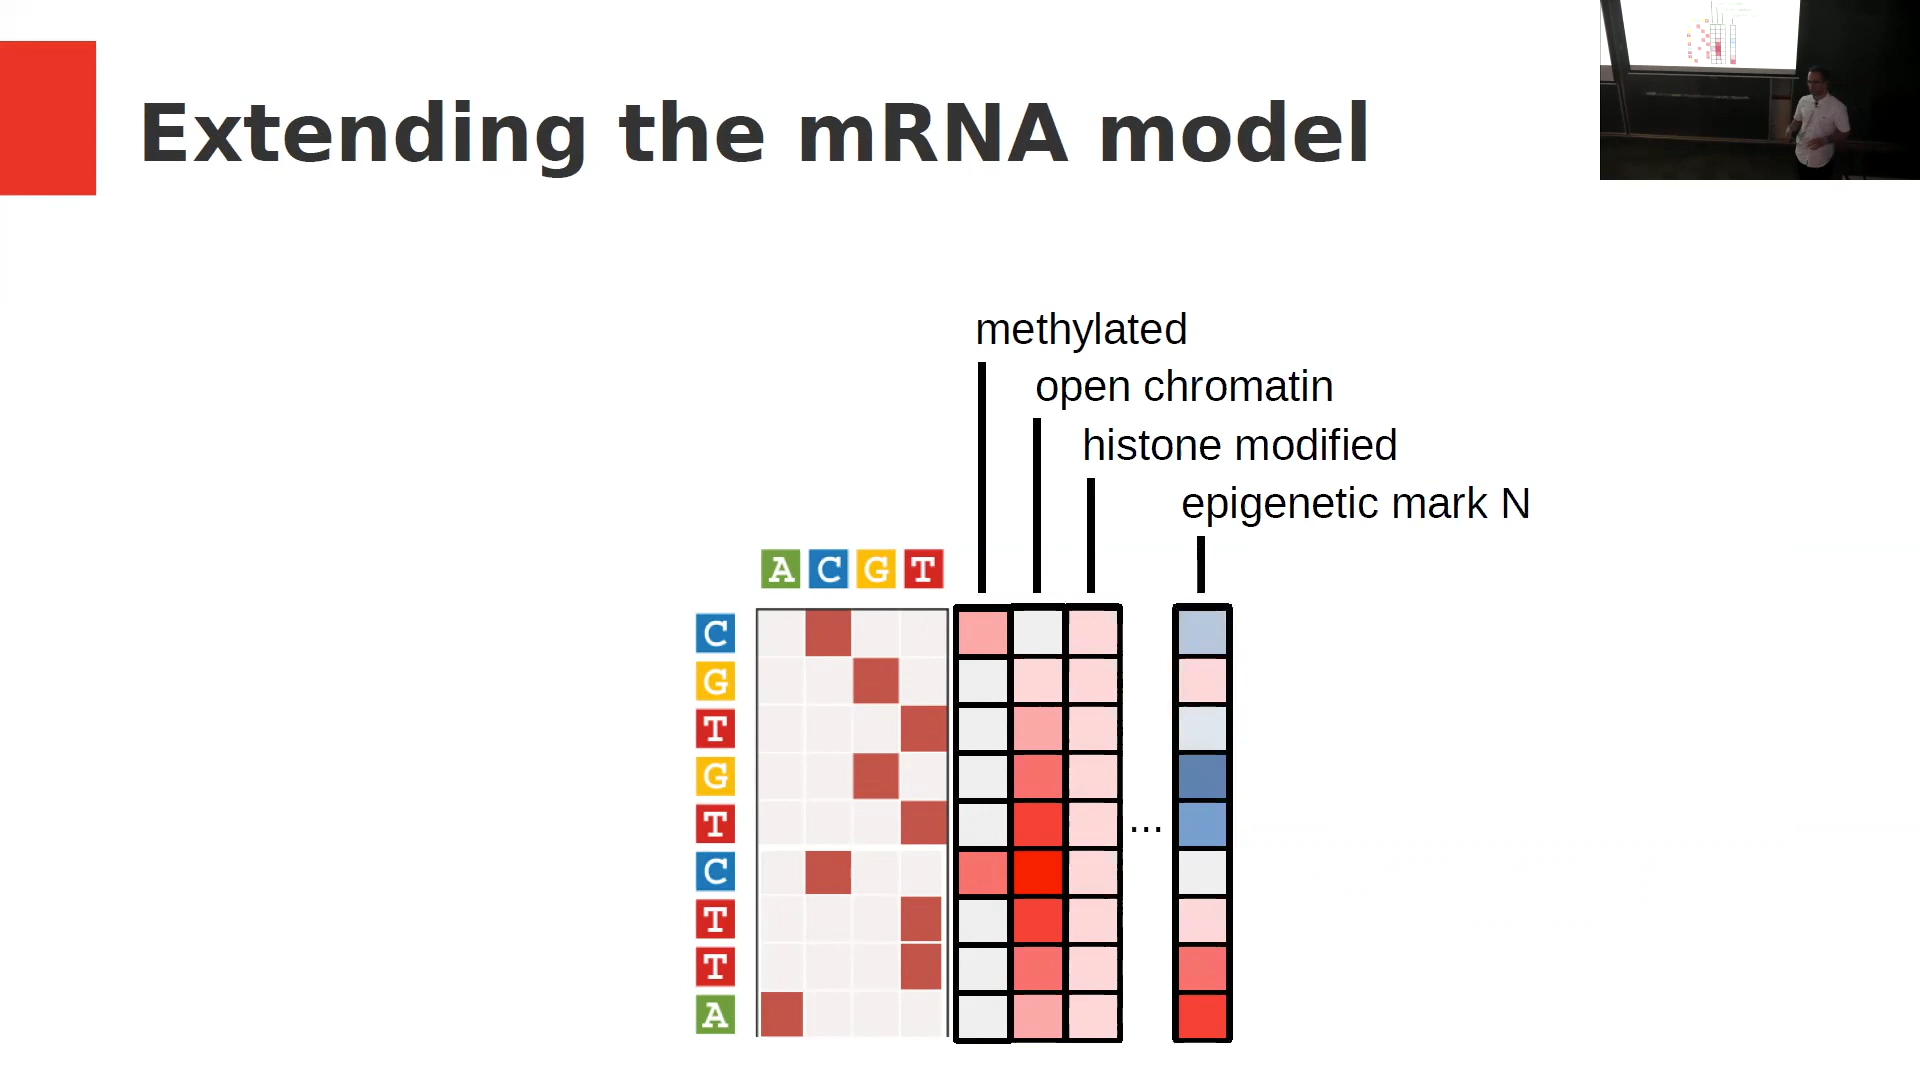 Extending the mRNA model
methylated
open chromatin
histone modified
epigenetic mark N
A C G T
C
G
T
G
T
...
C
T
T
A